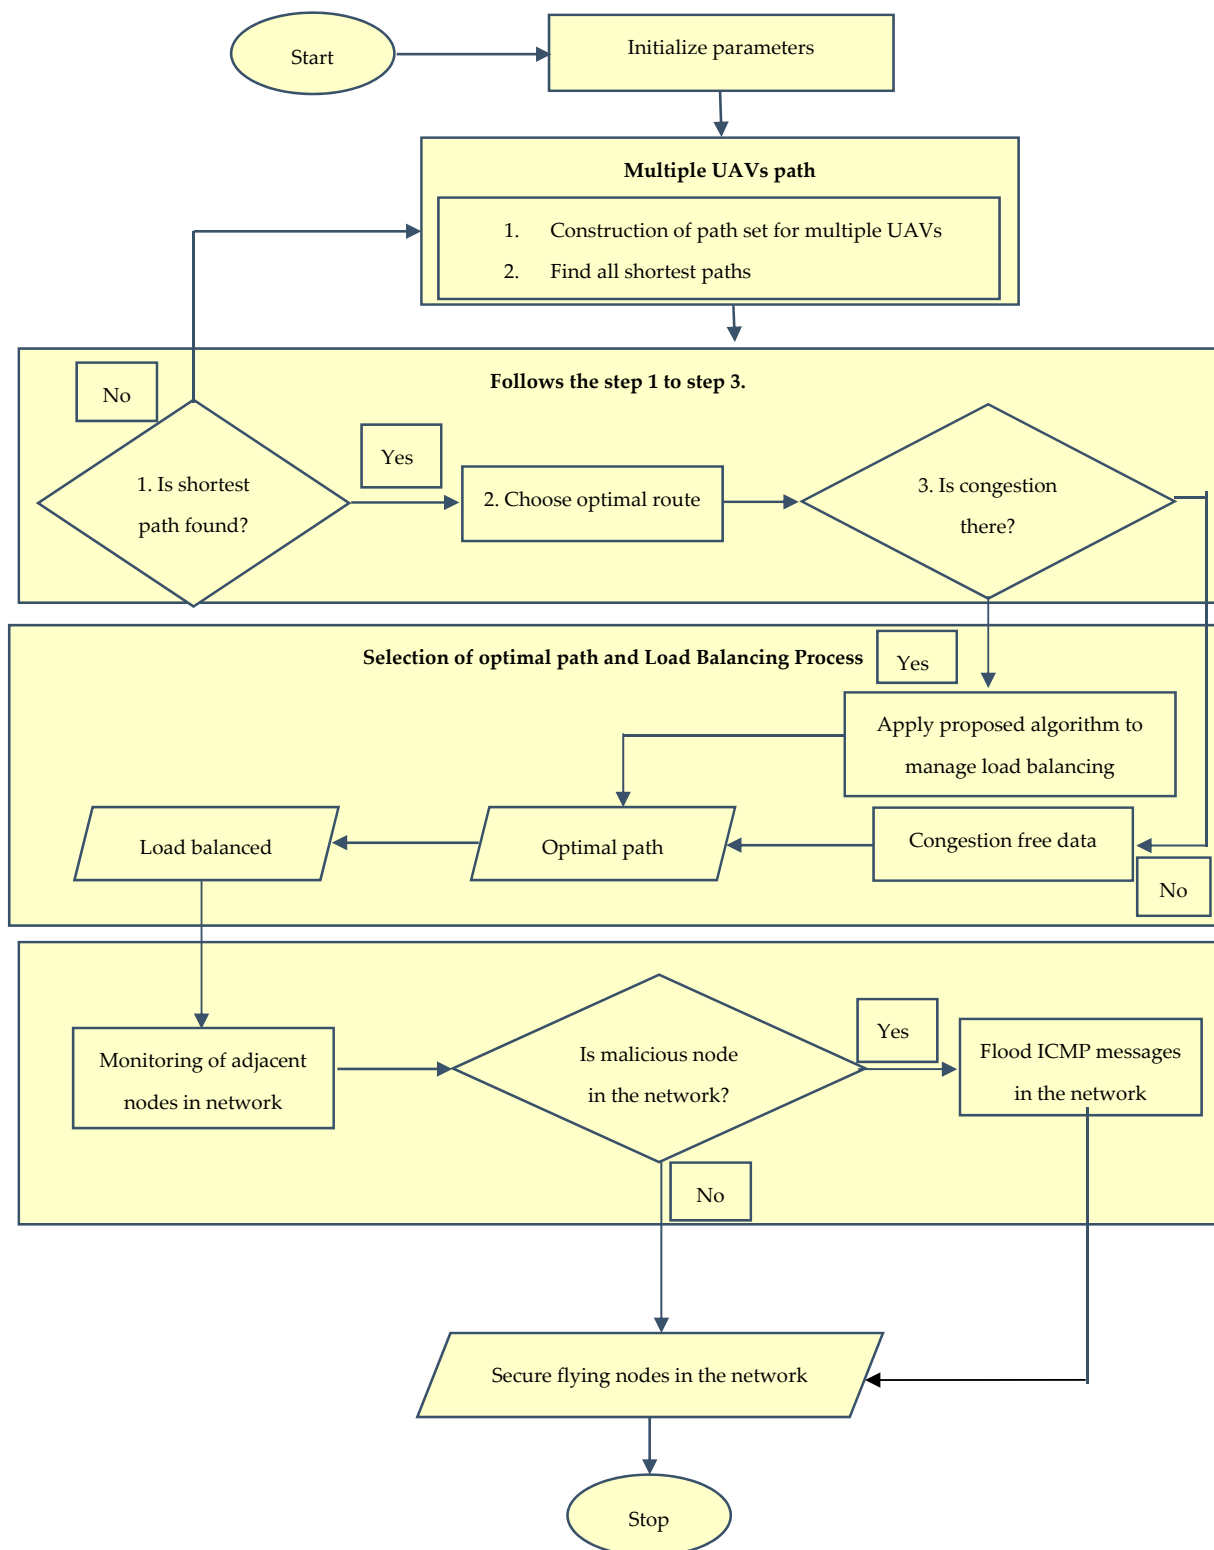 Start
Initialize parameters
Multiple UAVs path
1. Construction of path set for multiple UAVs
2. Find all shortest paths
Follows the step 1 to step 3.
No
1. Is shortest
path found?
Yes
2. Choose optimal route
3. Is congestion
there?
Selection of optimal path and Load Balancing Process
Yes
Apply proposed algorithm to
manage load balancing
Load balanced
Optimal path
Congestion free data
No
Monitoring of adjacent
nodes in network
Is malicious node
in the network?
Yes
Flood ICMP messages
in the network
No
Secure flying nodes in the network
Stop